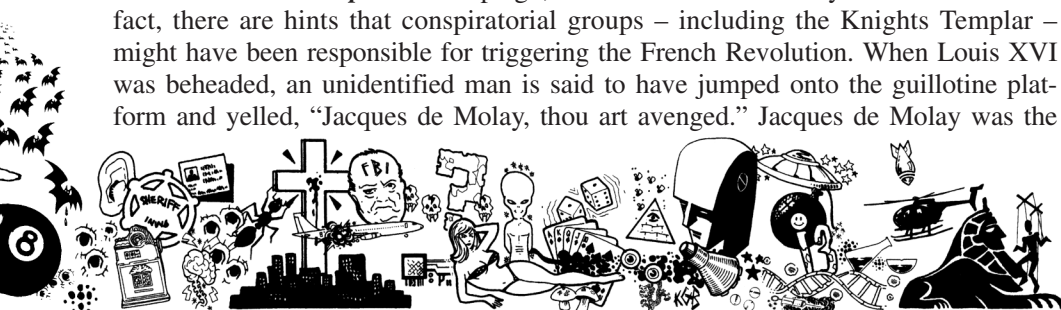 fact, there are hints that conspiratorial groups – including the Knights Templar –
might have been responsible for triggering the French Revolution. When Louis XVI
was beheaded, an unidentified man is said to have jumped onto the guillotine plat-
form and yelled, “Jacques de Molay, thou art avenged.” Jacques de Molay was the
FBI
SHERIFF
8
KGB